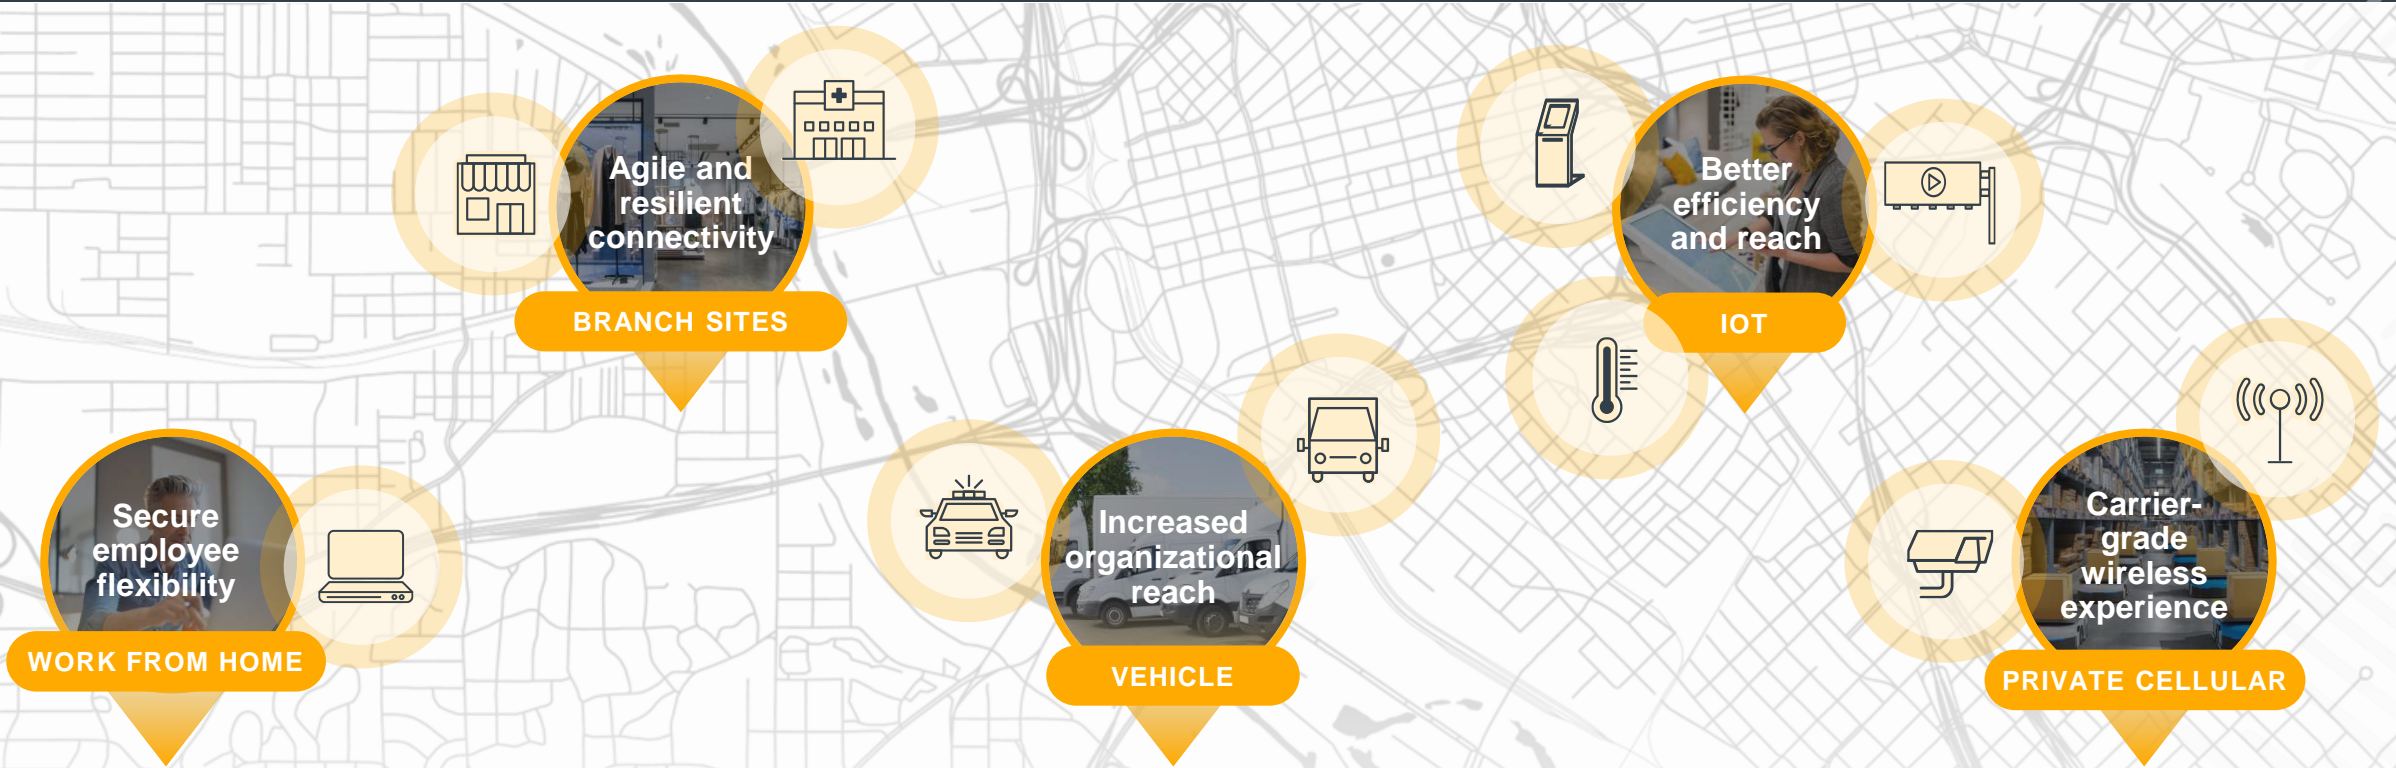 Agile and
resilient
connectivity
BRANCH SITES
Better
efficiency
and reach
IOT
Secure
employee
flexibility
WORK FROM HOME
Increased
organizational
reach
VEHICLE
Carrier-
grade
wireless
experience
PRIVATE CELLULAR